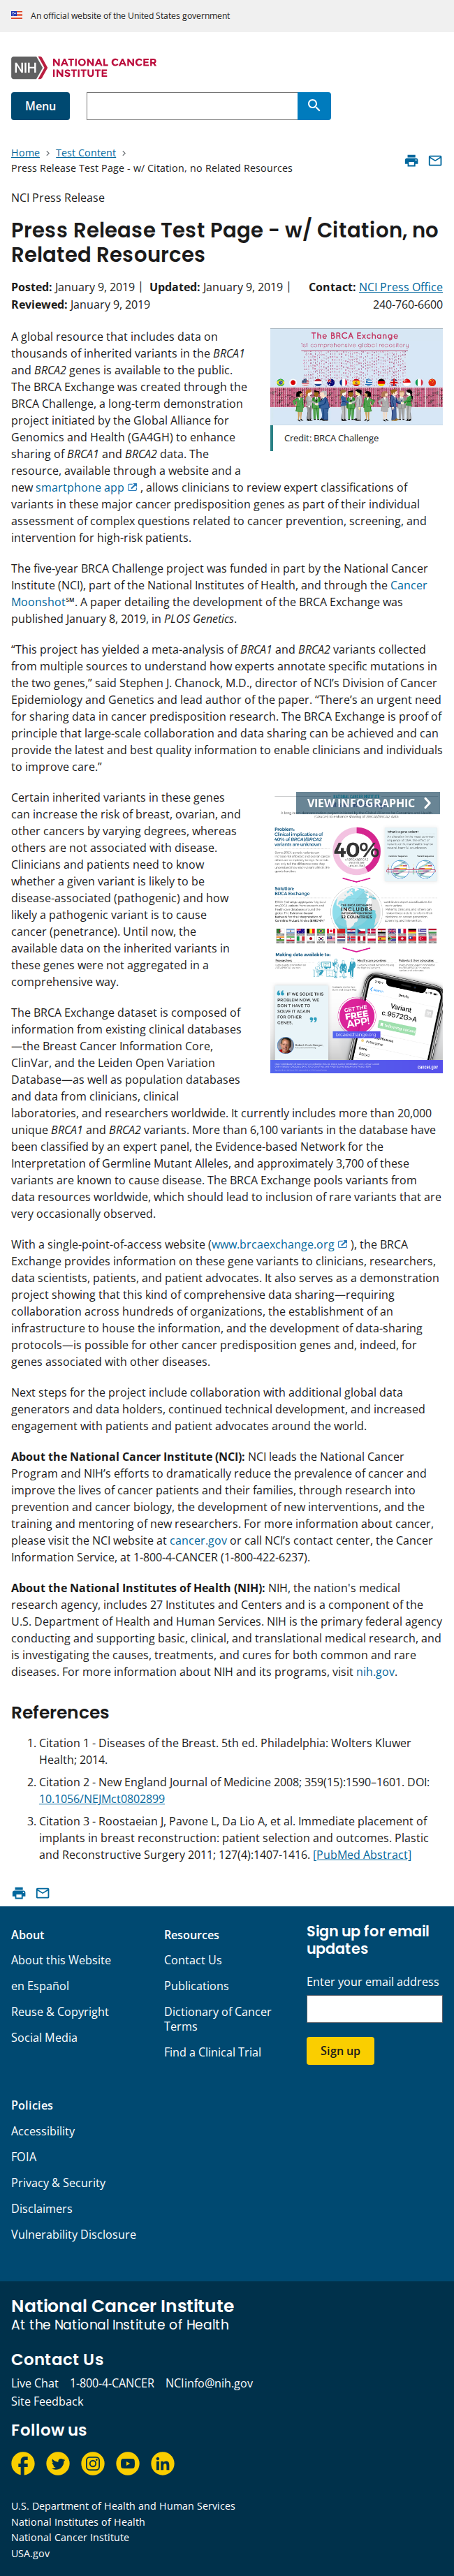 An official website of the United States government
NIH NATIONAL CANCER
INSTITUTE
Menu
Home › Test Content ›
Press Release Test Page - w/ Citation, no Related Resources
NCI Press Release
Press Release Test Page - w/ Citation, no
Related Resources
Posted: January 9, 2019 | Updated: January 9, 2019 |
Reviewed: January 9, 2019
Contact: NCI Press Office
240-760-6600
The BRCA Exchange
1st comprehensive global repository
Credit: BRCA Challenge
A global resource that includes data on
thousands of inherited variants in the BRCA1
and BRCA2 genes is available to the public.
The BRCA Exchange was created through the
BRCA Challenge, a long-term demonstration
project initiated by the Global Alliance for
Genomics and Health (GA4GH) to enhance
sharing of BRCA1 and BRCA2 data. The
resource, available through a website and a
new smartphone app , allows clinicians to review expert classifications of
variants in these major cancer predisposition genes as part of their individual
assessment of complex questions related to cancer prevention, screening, and
intervention for high-risk patients.
The five-year BRCA Challenge project was funded in part by the National Cancer
Institute (NCI), part of the National Institutes of Health, and through the Cancer
Moonshot℠. A paper detailing the development of the BRCA Exchange was
published January 8, 2019, in PLOS Genetics.
“This project has yielded a meta-analysis of BRCA1 and BRCA2 variants collected
from multiple sources to understand how experts annotate specific mutations in
the two genes,” said Stephen J. Chanock, M.D., director of NCI’s Division of Cancer
Epidemiology and Genetics and lead author of the paper. “There’s an urgent need
for sharing data in cancer predisposition research. The BRCA Exchange is proof of
principle that large-scale collaboration and data sharing can be achieved and can
provide the latest and best quality information to enable clinicians and individuals
to improve care.”
VIEW INFOGRAPHIC
Problem:
Clinical implications of
40% of BRCA1/BRCA2
variants are unknown
40%
Solution:
BRCA Exchange
THE BRCA EXCHANGE
INCLUDES
Making data available to:
“ IF WE SOLVE THIS
PROBLEM NOW, WE
DON'T HAVE TO
SOLVE IT AGAIN
FOR OTHER
GENES. ”
GET THE
FREE
APP!
brcaexchange.org
Variant
c.9672G>A
cancer.gov
Certain inherited variants in these genes
can increase the risk of breast, ovarian, and
other cancers by varying degrees, whereas
others are not associated with disease.
Clinicians and patients need to know
whether a given variant is likely to be
disease-associated (pathogenic) and how
likely a pathogenic variant is to cause
cancer (penetrance). Until now, the
available data on the inherited variants in
these genes were not aggregated in a
comprehensive way.
The BRCA Exchange dataset is composed of
information from existing clinical databases
—the Breast Cancer Information Core,
ClinVar, and the Leiden Open Variation
Database—as well as population databases
and data from clinicians, clinical
laboratories, and researchers worldwide. It currently includes more than 20,000
unique BRCA1 and BRCA2 variants. More than 6,100 variants in the database have
been classified by an expert panel, the Evidence-based Network for the
Interpretation of Germline Mutant Alleles, and approximately 3,700 of these
variants are known to cause disease. The BRCA Exchange pools variants from
data resources worldwide, which should lead to inclusion of rare variants that are
very occasionally observed.
With a single-point-of-access website (www.brcaexchange.org ), the BRCA
Exchange provides information on these gene variants to clinicians, researchers,
data scientists, patients, and patient advocates. It also serves as a demonstration
project showing that this kind of comprehensive data sharing—requiring
collaboration across hundreds of organizations, the establishment of an
infrastructure to house the information, and the development of data-sharing
protocols—is possible for other cancer predisposition genes and, indeed, for
genes associated with other diseases.
Next steps for the project include collaboration with additional global data
generators and data holders, continued technical development, and increased
engagement with patients and patient advocates around the world.
About the National Cancer Institute (NCI): NCI leads the National Cancer
Program and NIH’s efforts to dramatically reduce the prevalence of cancer and
improve the lives of cancer patients and their families, through research into
prevention and cancer biology, the development of new interventions, and the
training and mentoring of new researchers. For more information about cancer,
please visit the NCI website at cancer.gov or call NCI’s contact center, the Cancer
Information Service, at 1-800-4-CANCER (1-800-422-6237).
About the National Institutes of Health (NIH): NIH, the nation's medical
research agency, includes 27 Institutes and Centers and is a component of the
U.S. Department of Health and Human Services. NIH is the primary federal agency
conducting and supporting basic, clinical, and translational medical research, and
is investigating the causes, treatments, and cures for both common and rare
diseases. For more information about NIH and its programs, visit nih.gov.
References
1. Citation 1 - Diseases of the Breast. 5th ed. Philadelphia: Wolters Kluwer
Health; 2014.
2. Citation 2 - New England Journal of Medicine 2008; 359(15):1590–1601. DOI:
10.1056/NEJMct0802899
3. Citation 3 - Roostaeian J, Pavone L, Da Lio A, et al. Immediate placement of
implants in breast reconstruction: patient selection and outcomes. Plastic
and Reconstructive Surgery 2011; 127(4):1407-1416. [PubMed Abstract]
About
About this Website
en Español
Reuse & Copyright
Social Media
Resources
Contact Us
Publications
Dictionary of Cancer
Terms
Find a Clinical Trial
Sign up for email
updates
Enter your email address
Sign up
Policies
Accessibility
FOIA
Privacy & Security
Disclaimers
Vulnerability Disclosure
National Cancer Institute
At the National Institute of Health
Contact Us
Live Chat 1-800-4-CANCER NCIinfo@nih.gov
Site Feedback
Follow us
U.S. Department of Health and Human Services
National Institutes of Health
National Cancer Institute
USA.gov